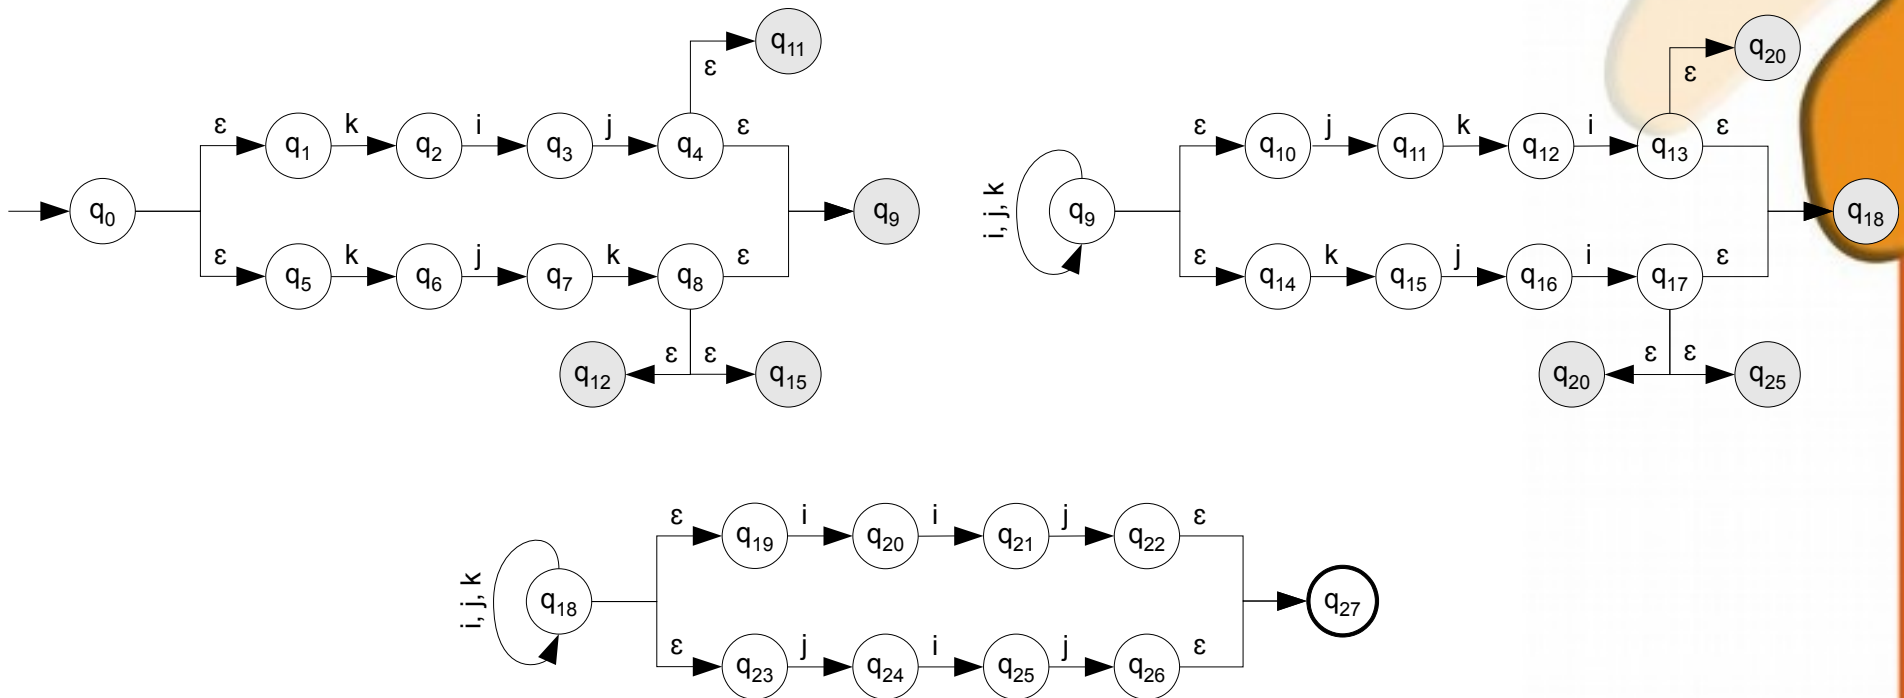 q11
q20
ε
ε
ε k i j ε
q1 q2 q3 q4
ε j k i ε
q10 q11 q12 q13
q0
q9
i, j, k
q9
q18
ε k j k ε
q5 q6 q7 q8
ε k j i ε
q14 q15 q16 q17
q12 ε ε q15
q20 ε ε q25
ε i i j ε
q19 q20 q21 q22
i, j, k
q18
q27
ε j i j ε
q23 q24 q25 q26